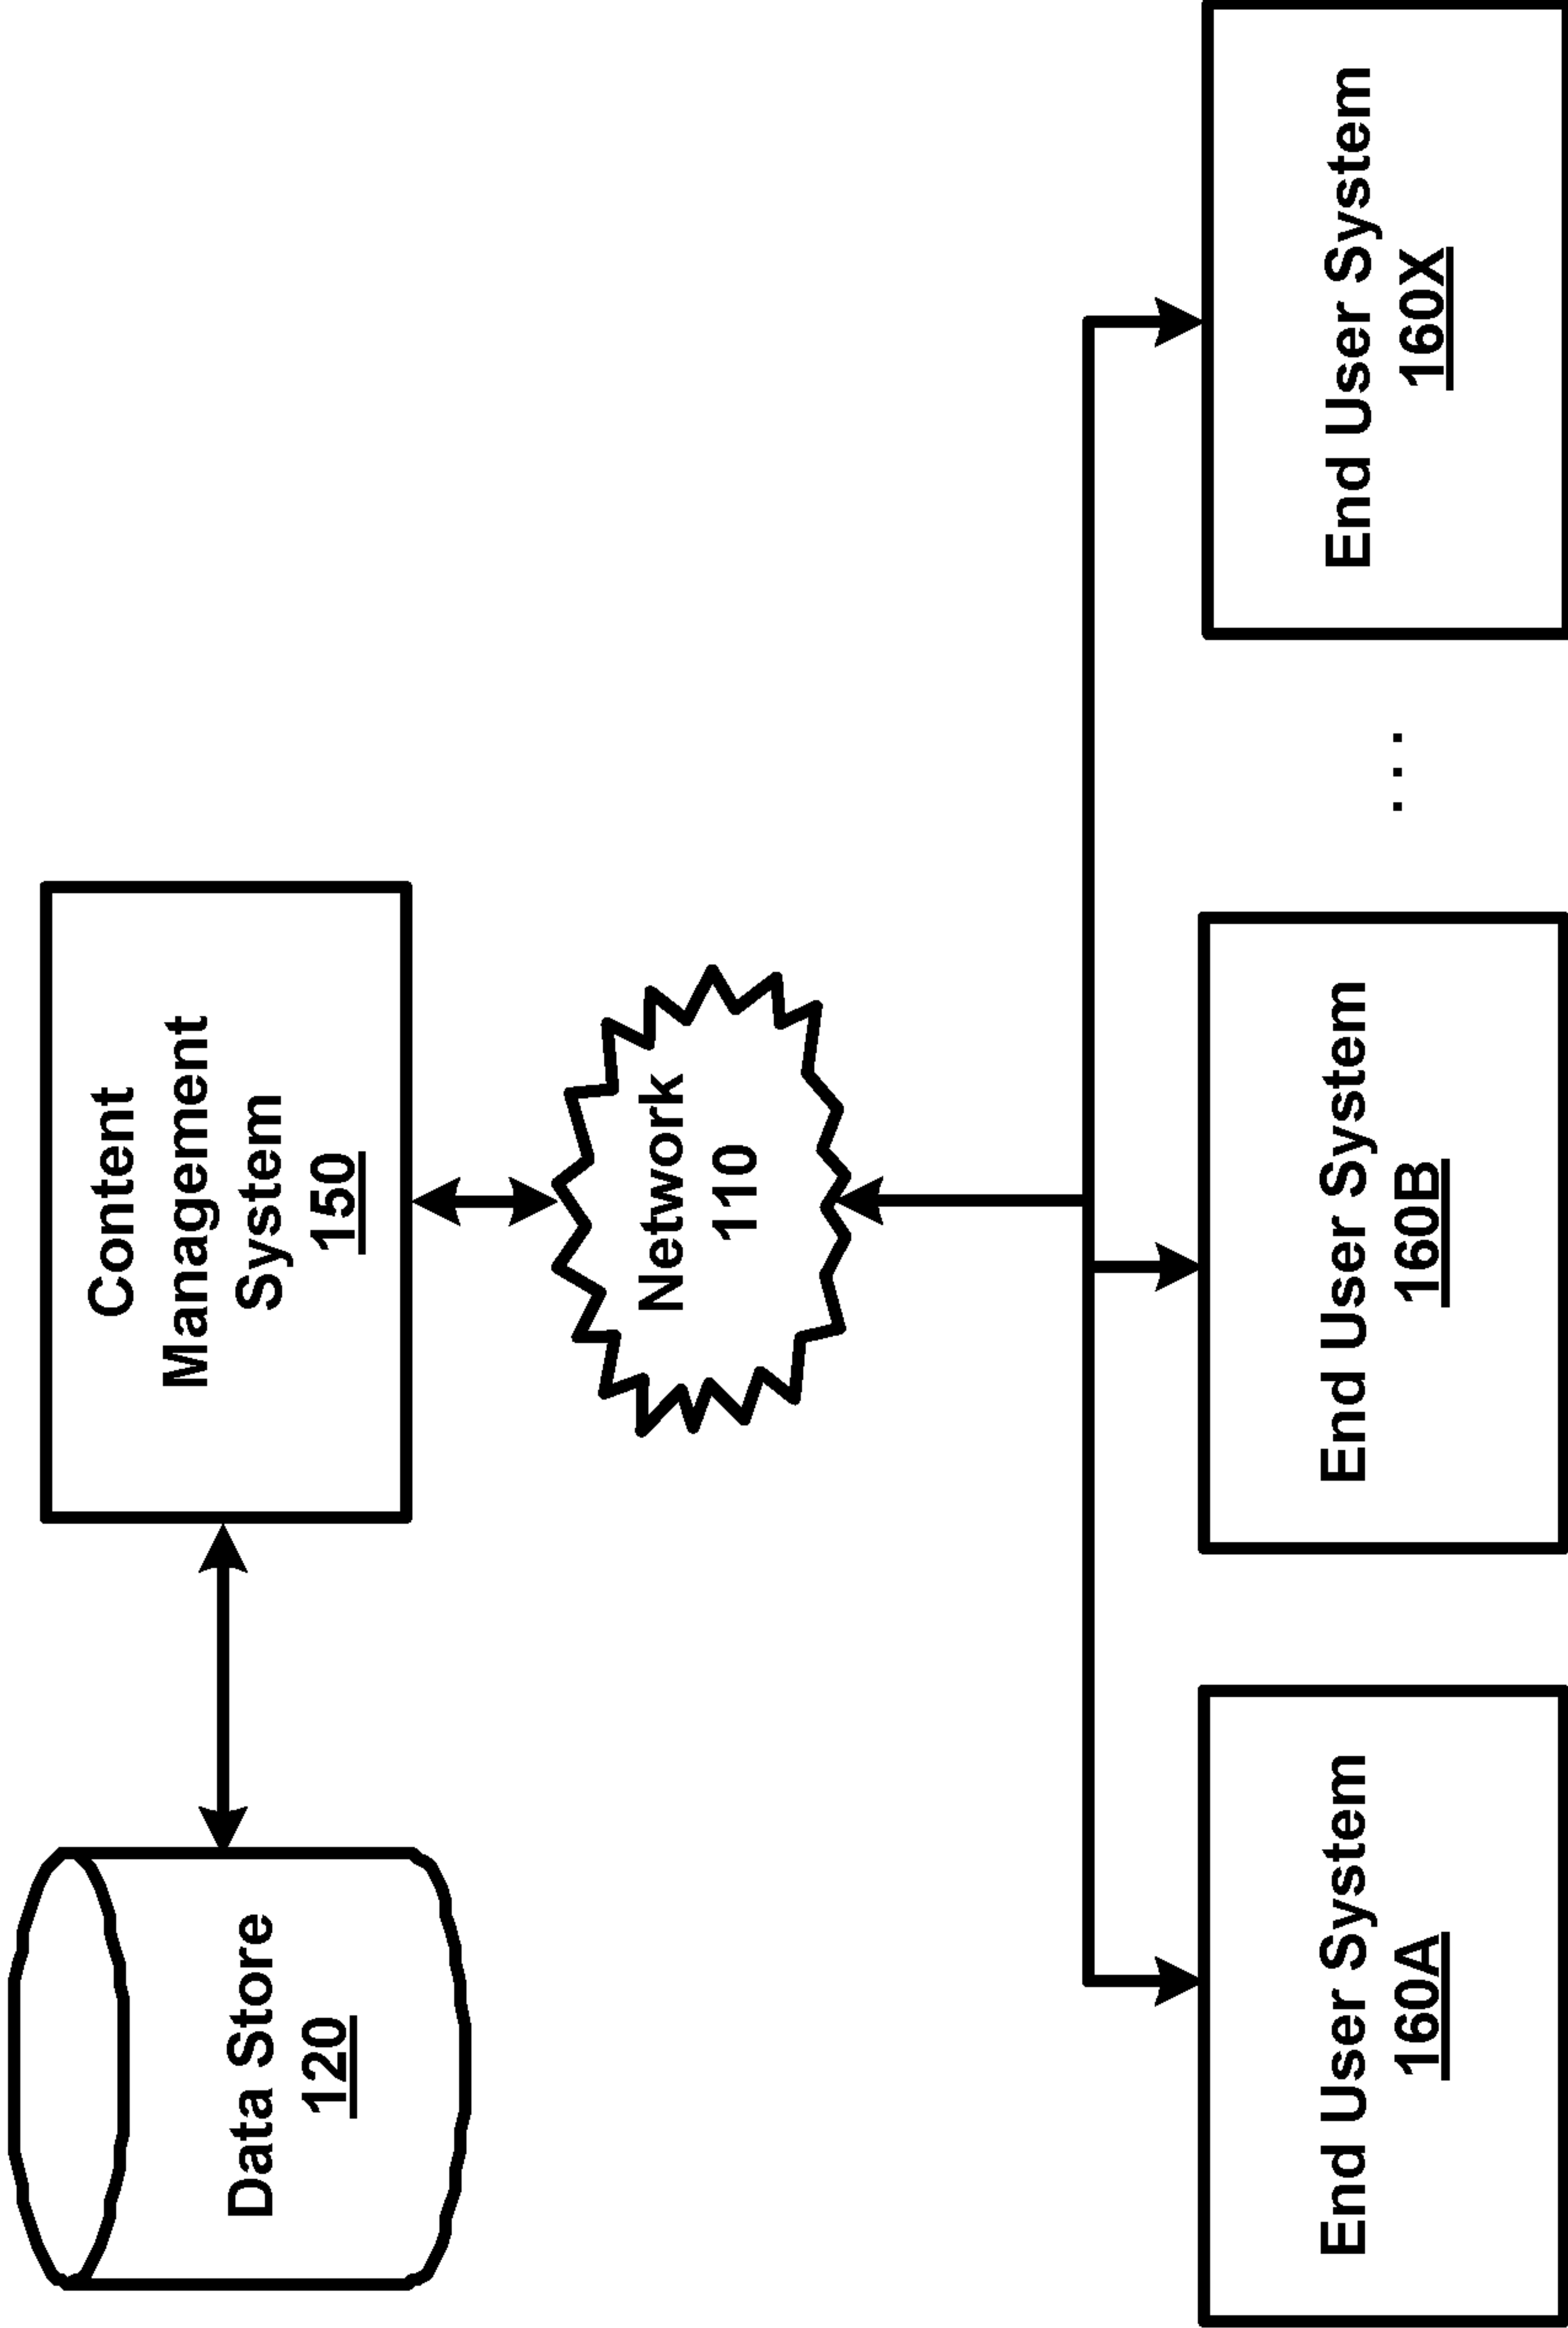 Data Store
120
Content
Management
System
150
Network
110
End User System
160A
End User System
160B
. . .
End User System
160X